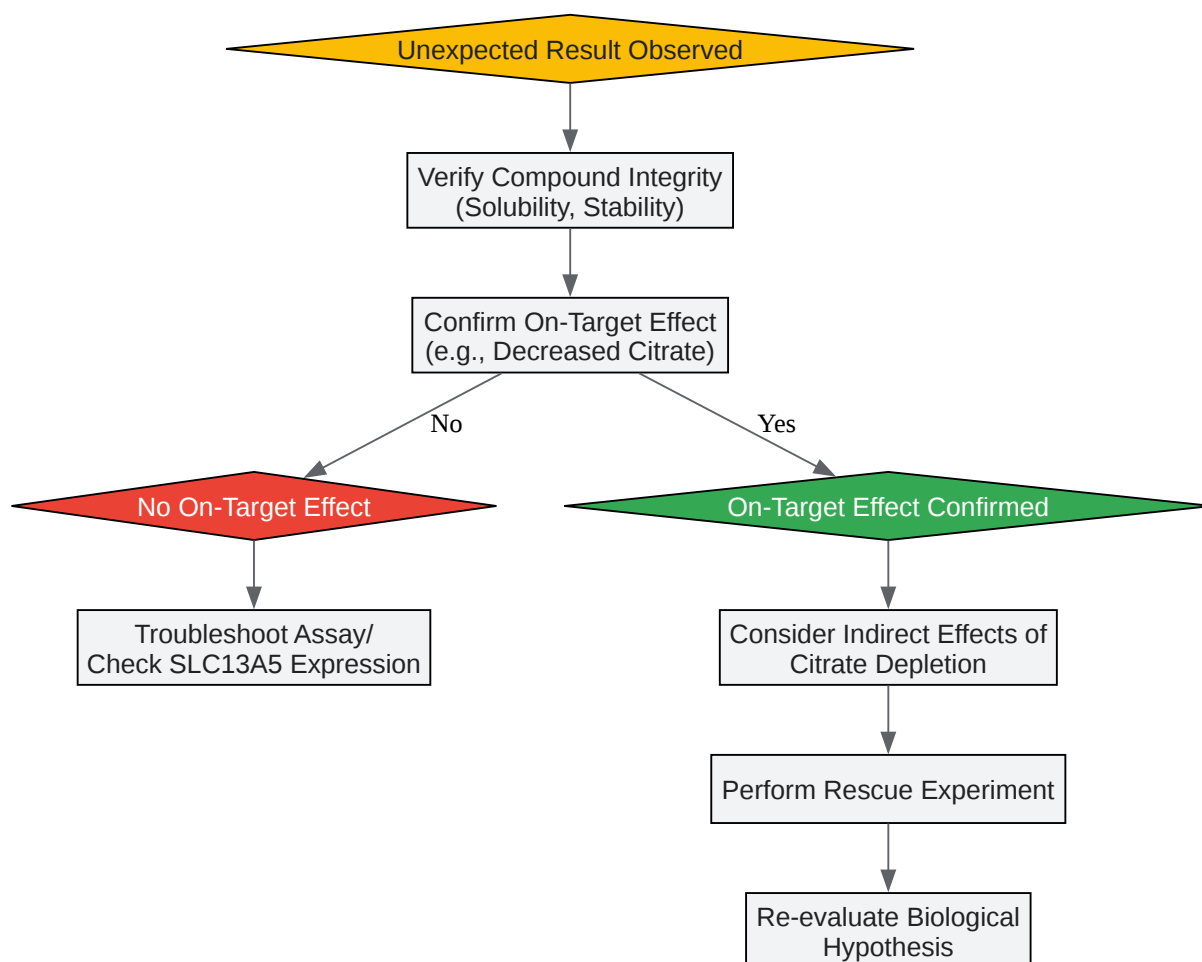 Unexpected Result Observed
Verify Compound Integrity
(Solubility, Stability)
Confirm On-Target Effect
(e.g., Decreased Citrate)
No
Yes
No On-Target Effect
On-Target Effect Confirmed
Troubleshoot Assay/
Check SLC13A5 Expression
Consider Indirect Effects of
Citrate Depletion
Perform Rescue Experiment
Re-evaluate Biological
Hypothesis